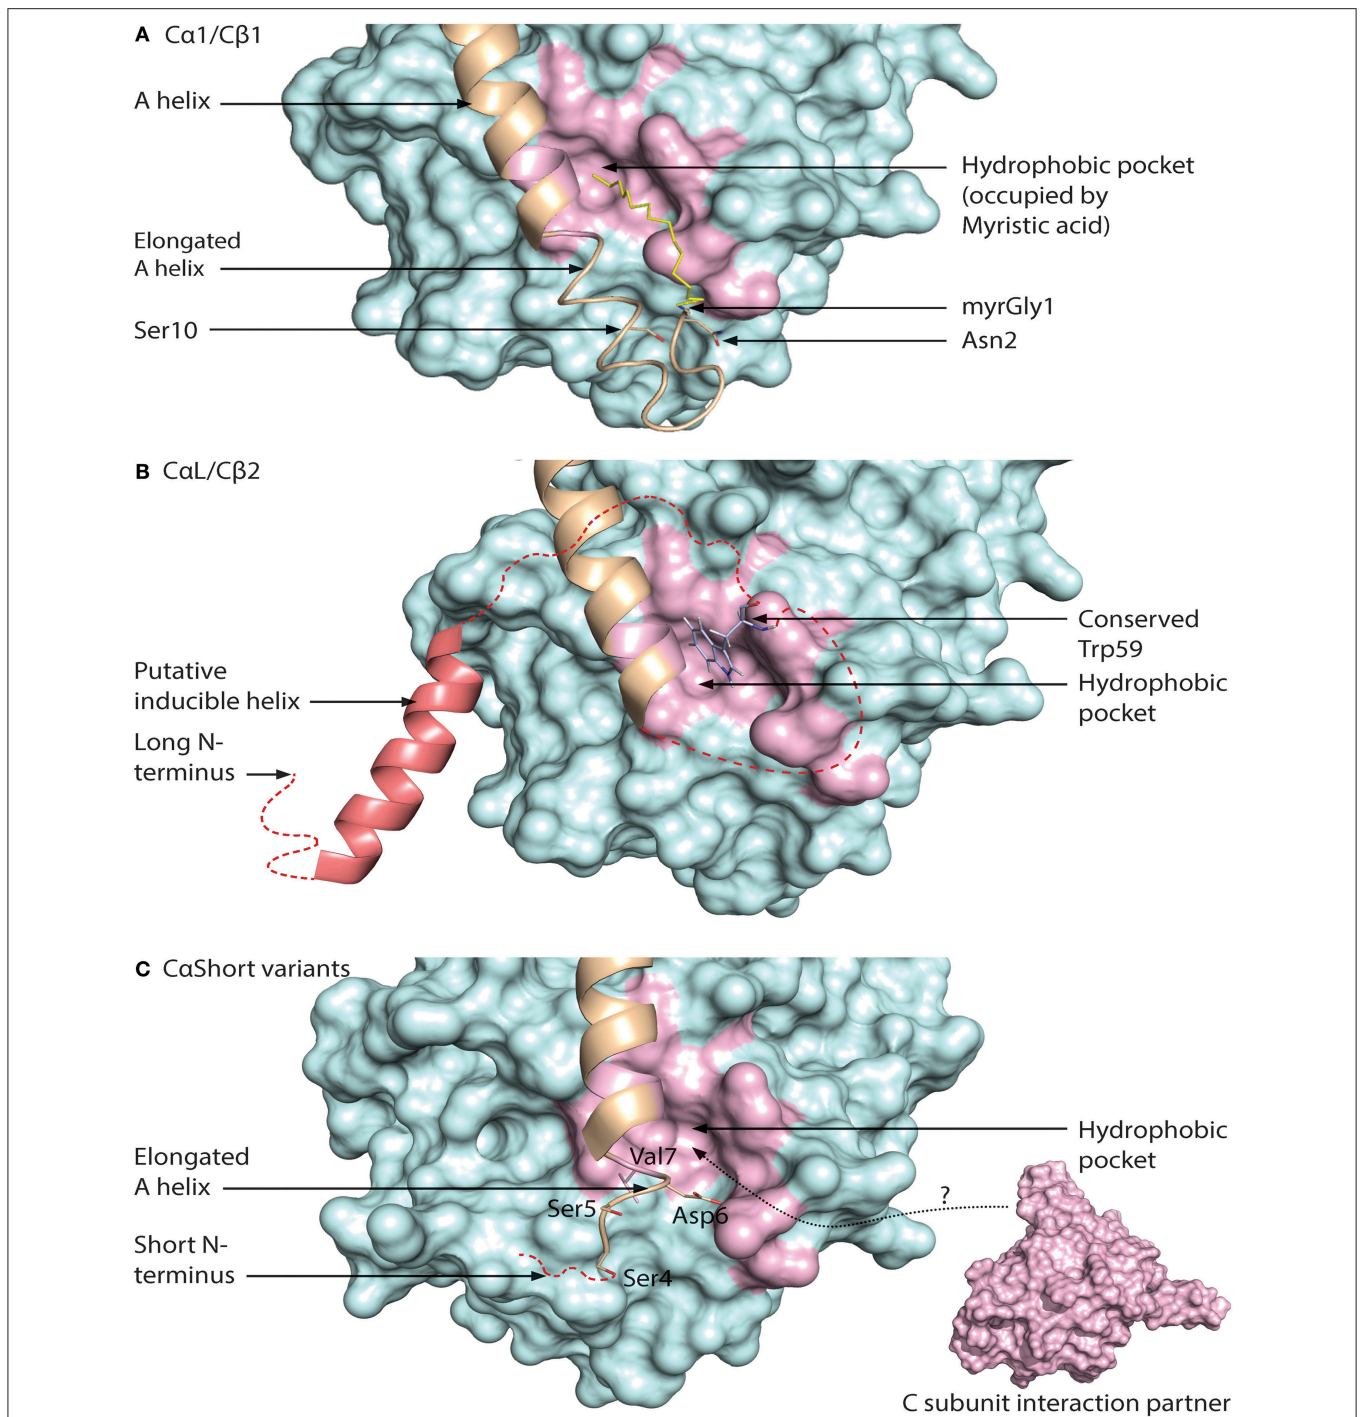 A Cα1/Cβ1
A helix
Hydrophobic pocket
(occupied by
Myristic acid)
Elongated
A helix
myrGly1
Ser10
Asn2
B CαL/Cβ2
Conserved
Trp59
Putative
inducible helix
Hydrophobic
pocket
Long N-
terminus
C CαShort variants
Hydrophobic
pocket
Val7
Elongated
A helix
?
Ser5
Asp6
Short N-
terminus
Ser4
C subunit interaction partner